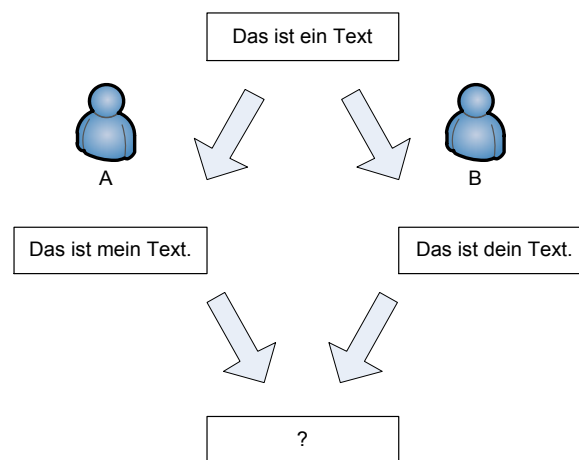 Das ist ein Text
A
B
Das ist mein Text.
Das ist dein Text.
?